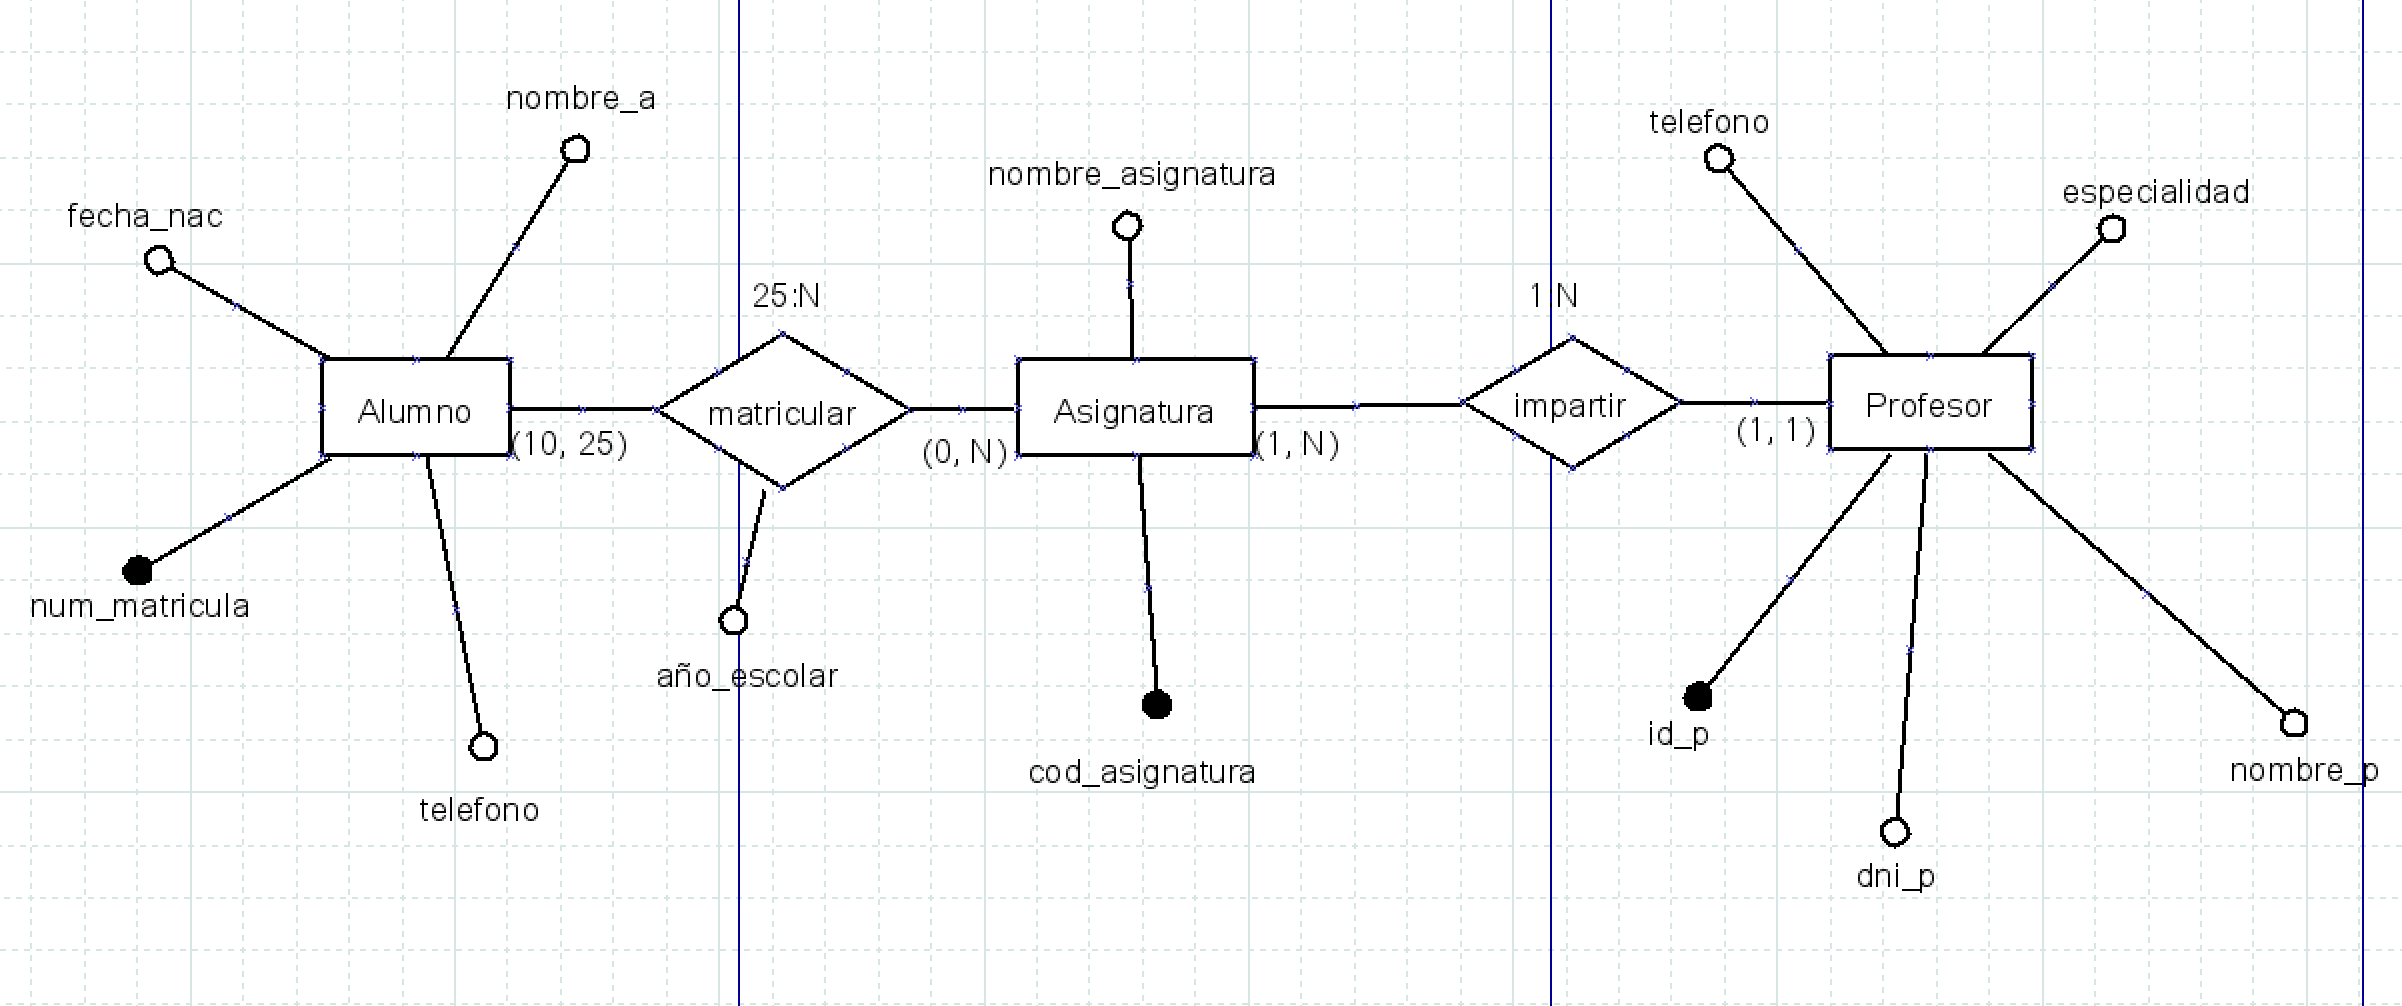 nombre_a
fecha_nac
Alumno
(10, 25)
num_matricula
telefono
25:N
matricular
año_escolar
(0, N)
nombre_asignatura
Asignatura
(1, N)
cod_asignatura
1:N
impartir
(1, 1)
telefono
especialidad
Profesor
id_p
dni_p
nombre_p